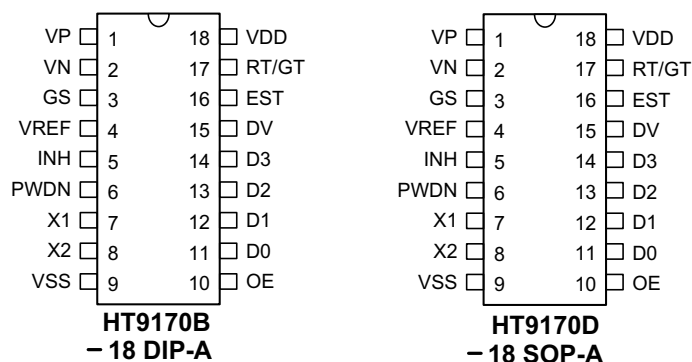 VP 1 18 VDD
VN 2 17 RT/GT
GS 3 16 EST
VREF 4 15 DV
INH 5 14 D3
PWDN 6 13 D2
X1 7 12 D1
X2 8 11 D0
VSS 9 10 OE
HT9170B
– 18 DIP-A
VP 1 18 VDD
VN 2 17 RT/GT
GS 3 16 EST
VREF 4 15 DV
INH 5 14 D3
PWDN 6 13 D2
X1 7 12 D1
X2 8 11 D0
VSS 9 10 OE
HT9170D
– 18 SOP-A